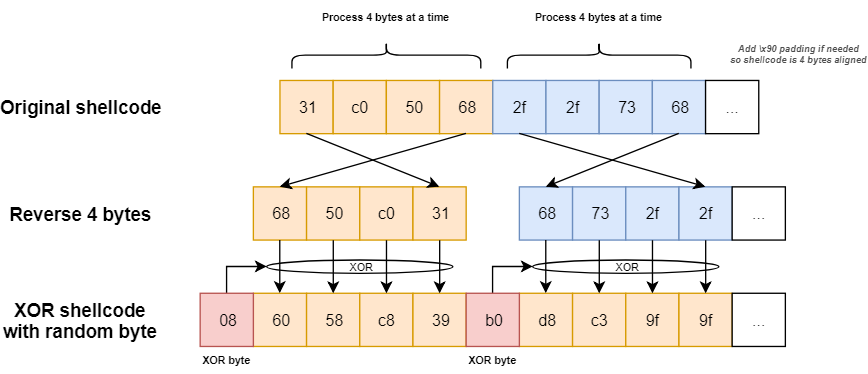 Process 4 bytes at a time
Process 4 bytes at a time
Add \x90 padding if needed
so shellcode is 4 bytes aligned
Original shellcode
31 c0 50 68 2f 2f 73 68 ...
Reverse 4 bytes
68 50 c0 31 68 73 2f 2f ...
XOR XOR
XOR shellcode
with random byte
08 60 58 c8 39 b0 d8 c3 9f 9f ...
XOR byte XOR byte